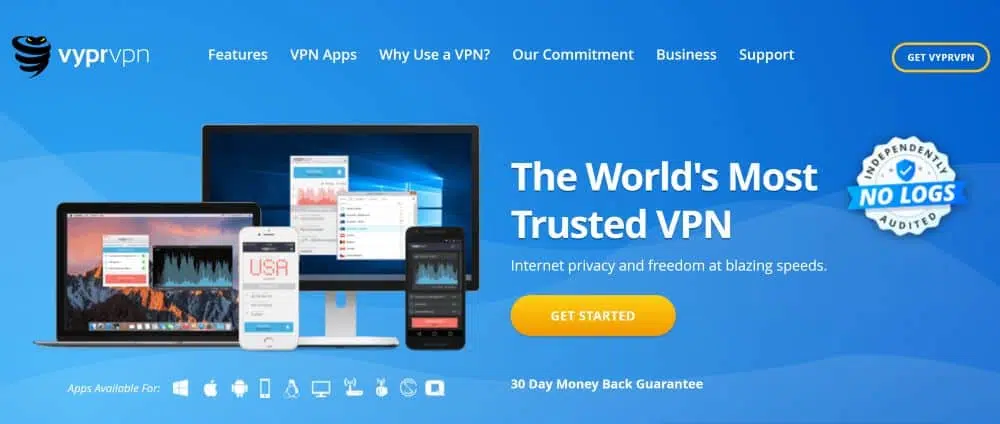 vyprvpn
Features
VPN Apps
Why Use a VPN?
Our Commitment
Business
Support
GET VYPRVPN
The World's Most
Trusted VPN
Internet privacy and freedom at blazing speeds.
GET STARTED
30 Day Money Back Guarantee
INDEPENDENTLY
NO LOGS
AUDITED
USA
Apps Available For: